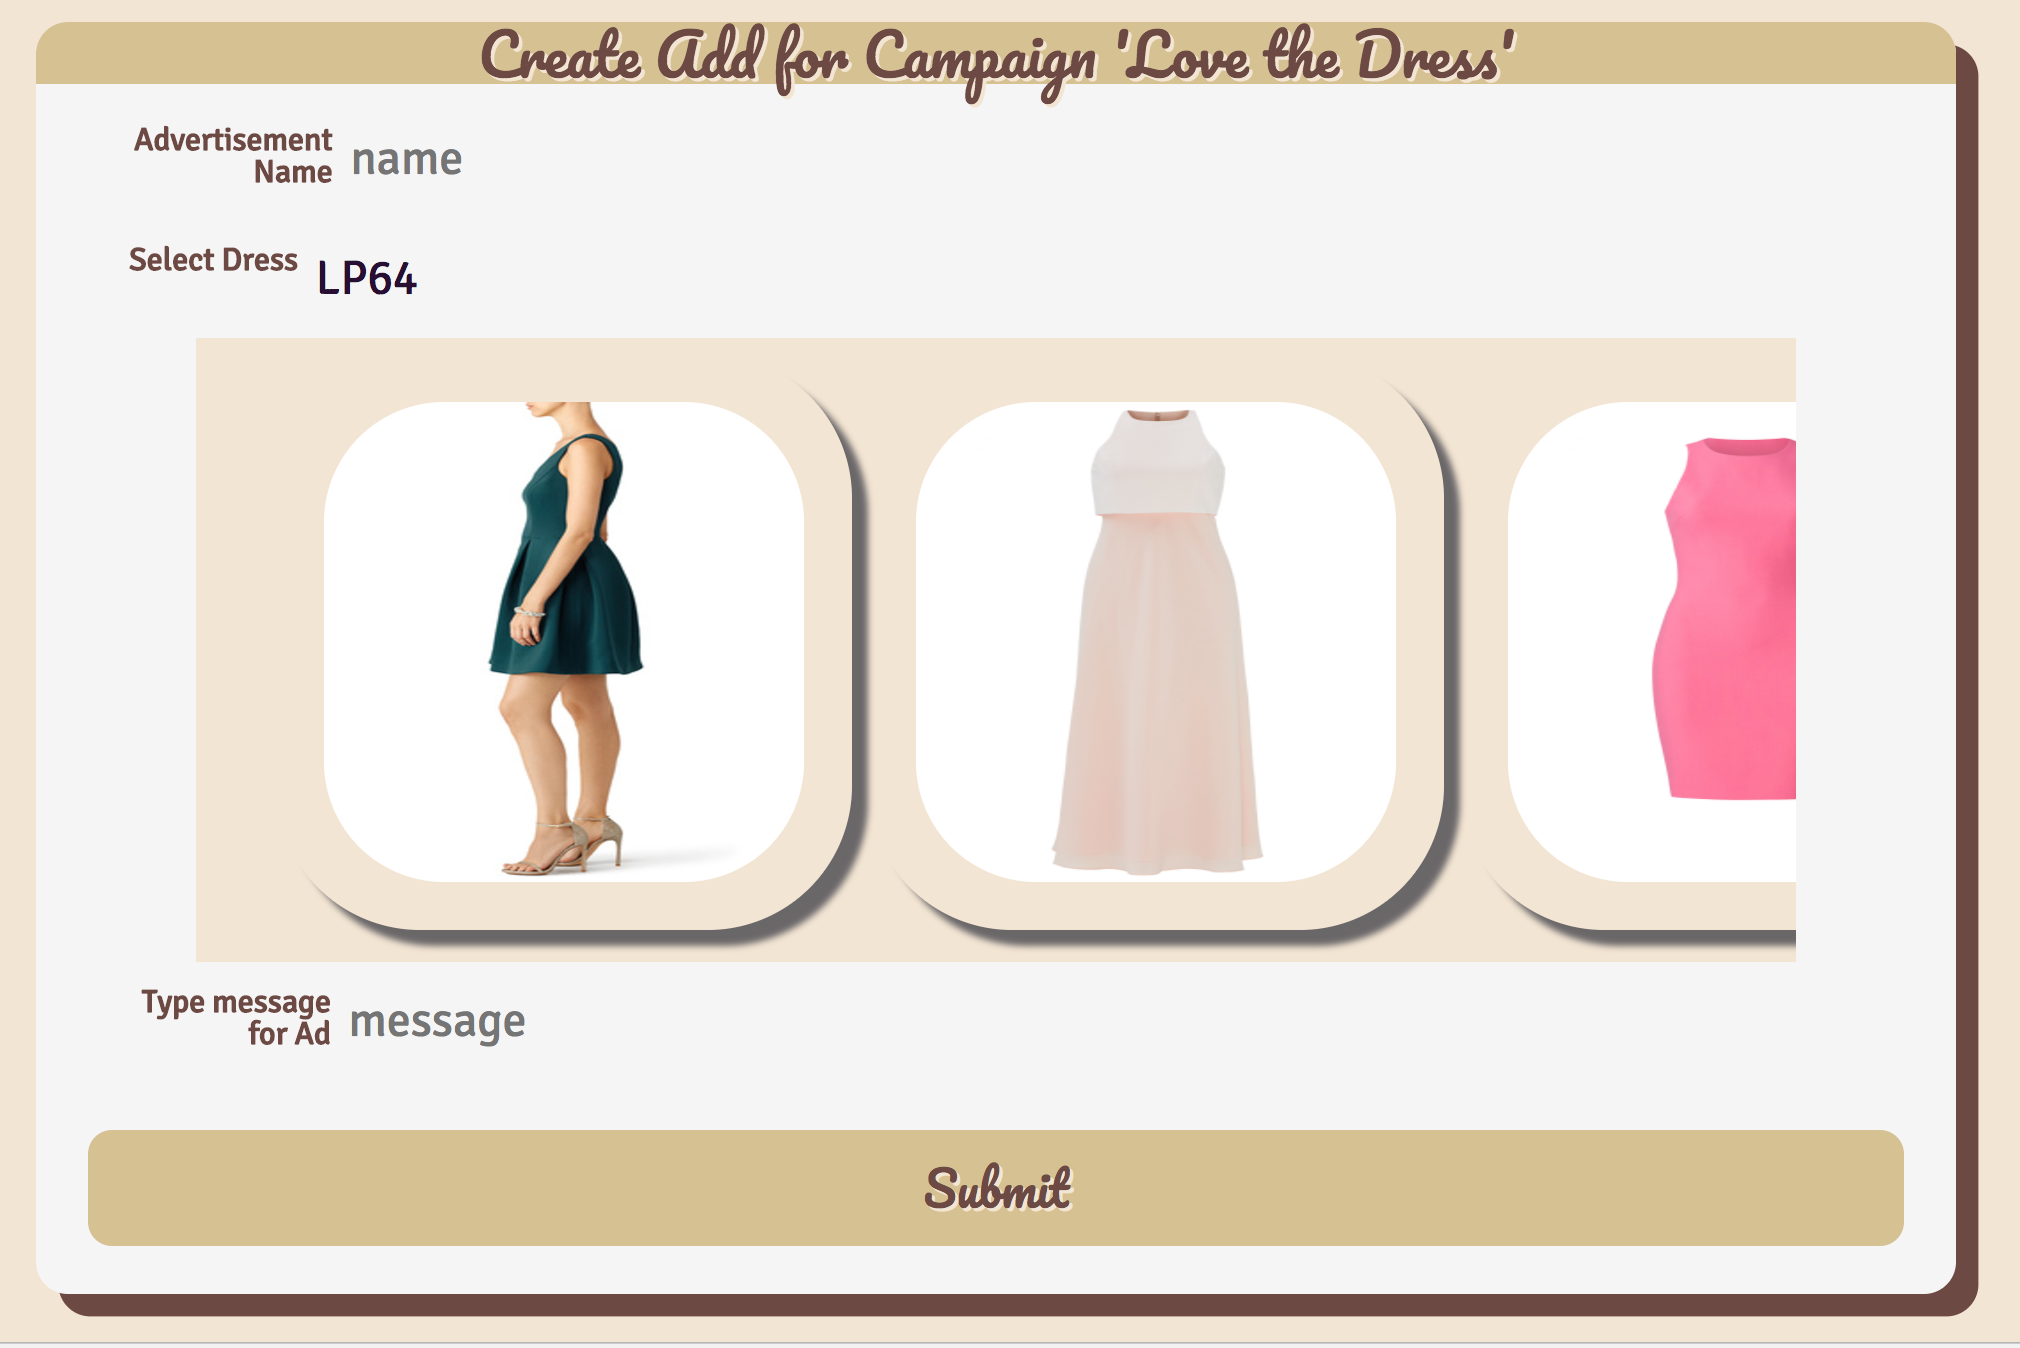 Create Add for Campaign 'Love the Dress'
Advertisement
Name
name
Select Dress
LP64
Type message
for Ad
message
Submit